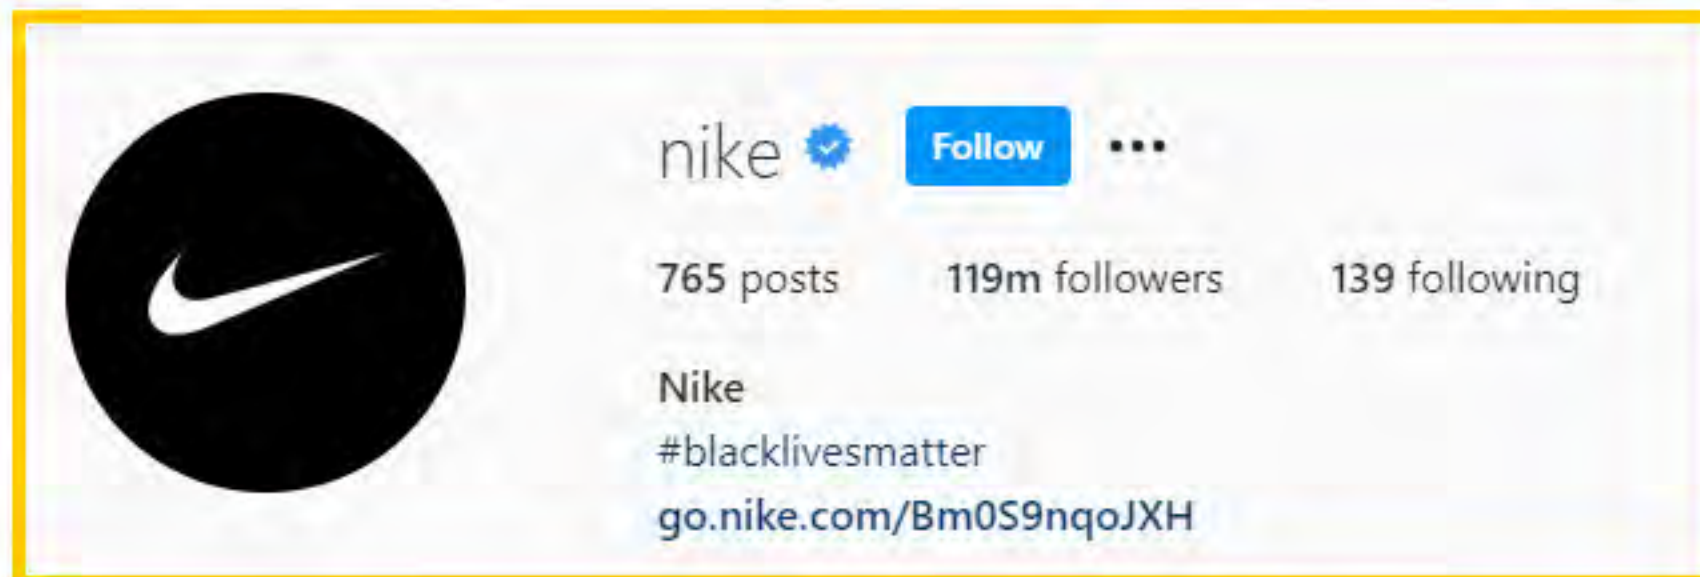 nike Follow •••
765 posts 119m followers 139 following
Nike
#blacklivesmatter
go.nike.com/Bm0S9nqoJXH